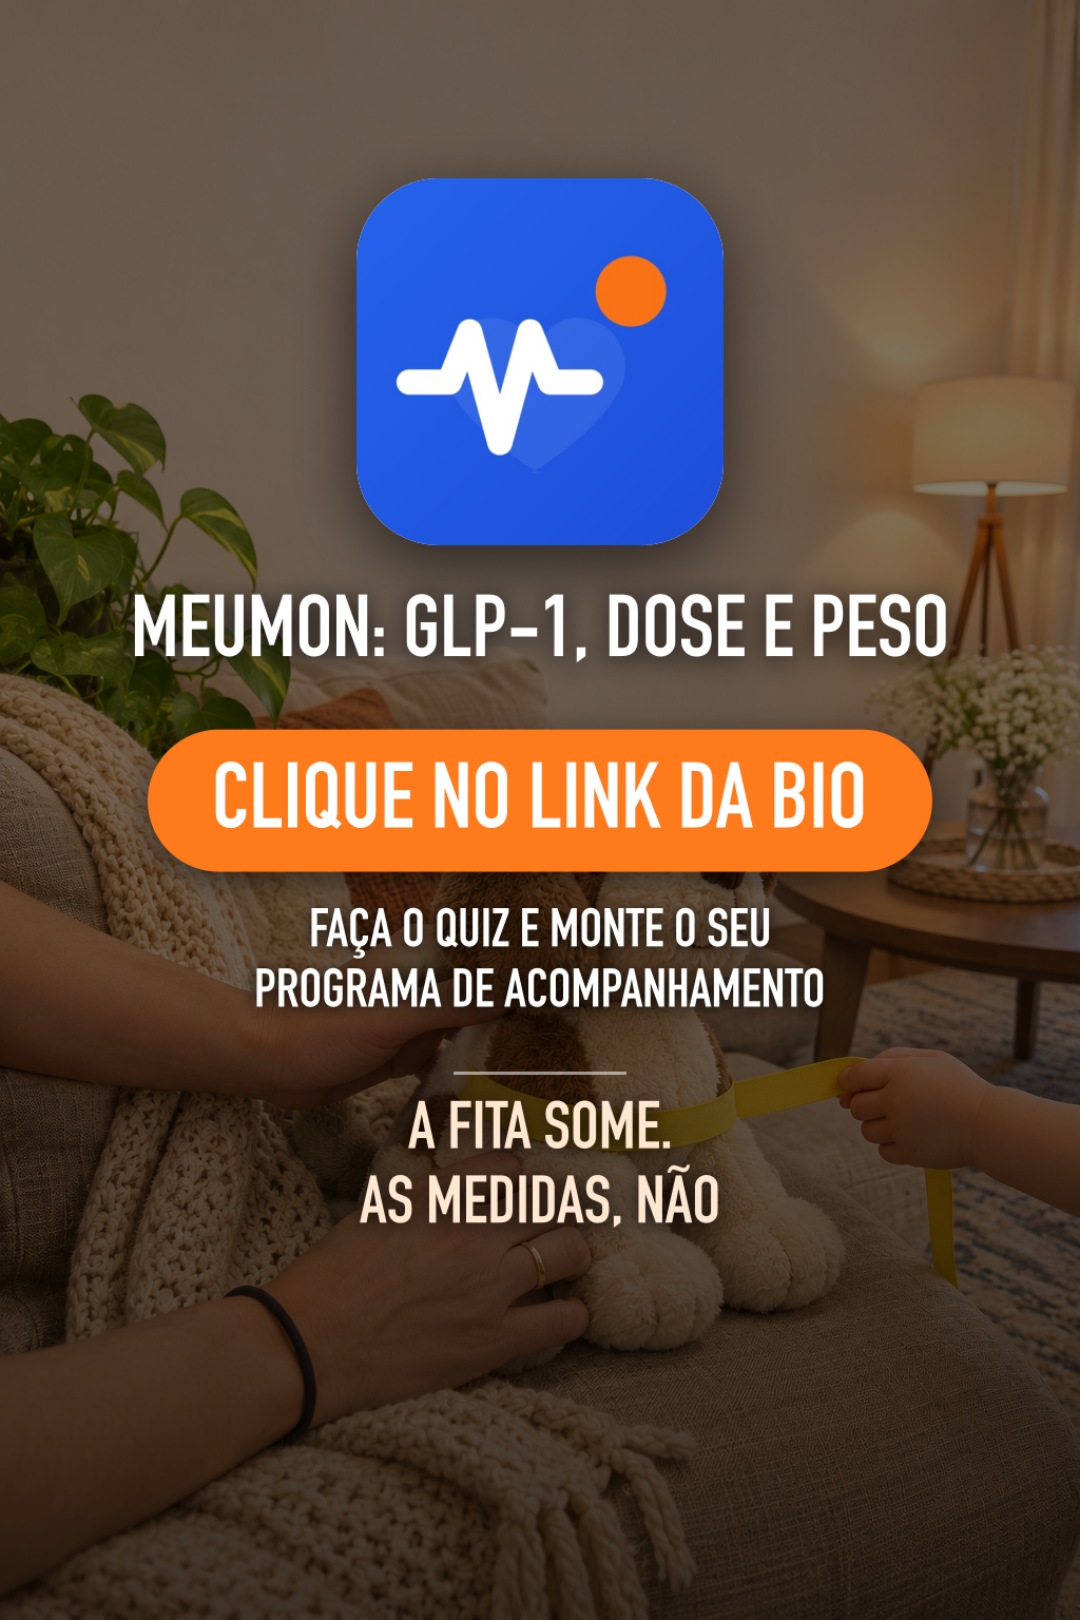 MEUMON: GLP-1, DOSE E PESO
CLIQUE NO LINK DA BIO
FAÇA O QUIZ E MONTE O SEU
PROGRAMA DE ACOMPANHAMENTO
A FITA SOME.
AS MEDIDAS, NÃO